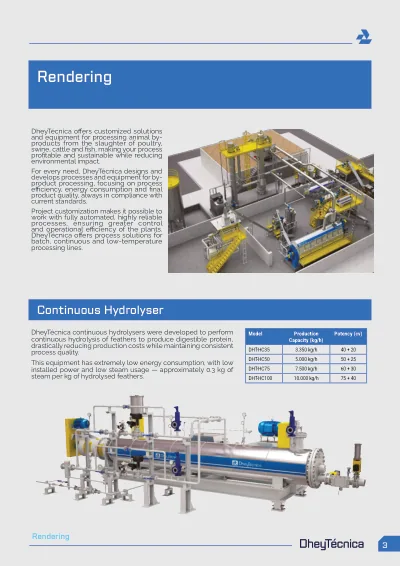 Rendering
DheyTécnica offers customized solutions
and equipment for processing animal by-
products from the slaughter of poultry,
swine, cattle and fish, making your process
profitable and sustainable while reducing
environmental impact.
For every need, DheyTécnica designs and
develops processes and equipment for by-
product processing, focusing on process
efficiency, energy consumption and final
product quality, always in compliance with
current standards.
Project customization makes it possible to
work with fully automated, highly reliable
processes, ensuring greater control
and operational efficiency of the plants.
DheyTécnica offers process solutions for
batch, continuous and low-temperature
processing lines.
Continuous Hydrolyser
DheyTécnica continuous hydrolysers were developed to perform
continuous hydrolysis of feathers to produce digestible protein,
drastically reducing production costs while maintaining consistent
process quality.
This equipment has extremely low energy consumption, with low
installed power and low steam usage — approximately 0.3 kg of
steam per kg of hydrolysed feathers.
Model Production Potency (cv)
Capacity (kg/h)
DHTHC35 3.350 kg/h 40 + 20
DHTHC50 5.000 kg/h 50 + 25
DHTHC75 7.500 kg/h 60 + 30
DHTHC100 10.000 kg/h 75 + 40
DheyTécnica
Rendering
DheyTécnica
3